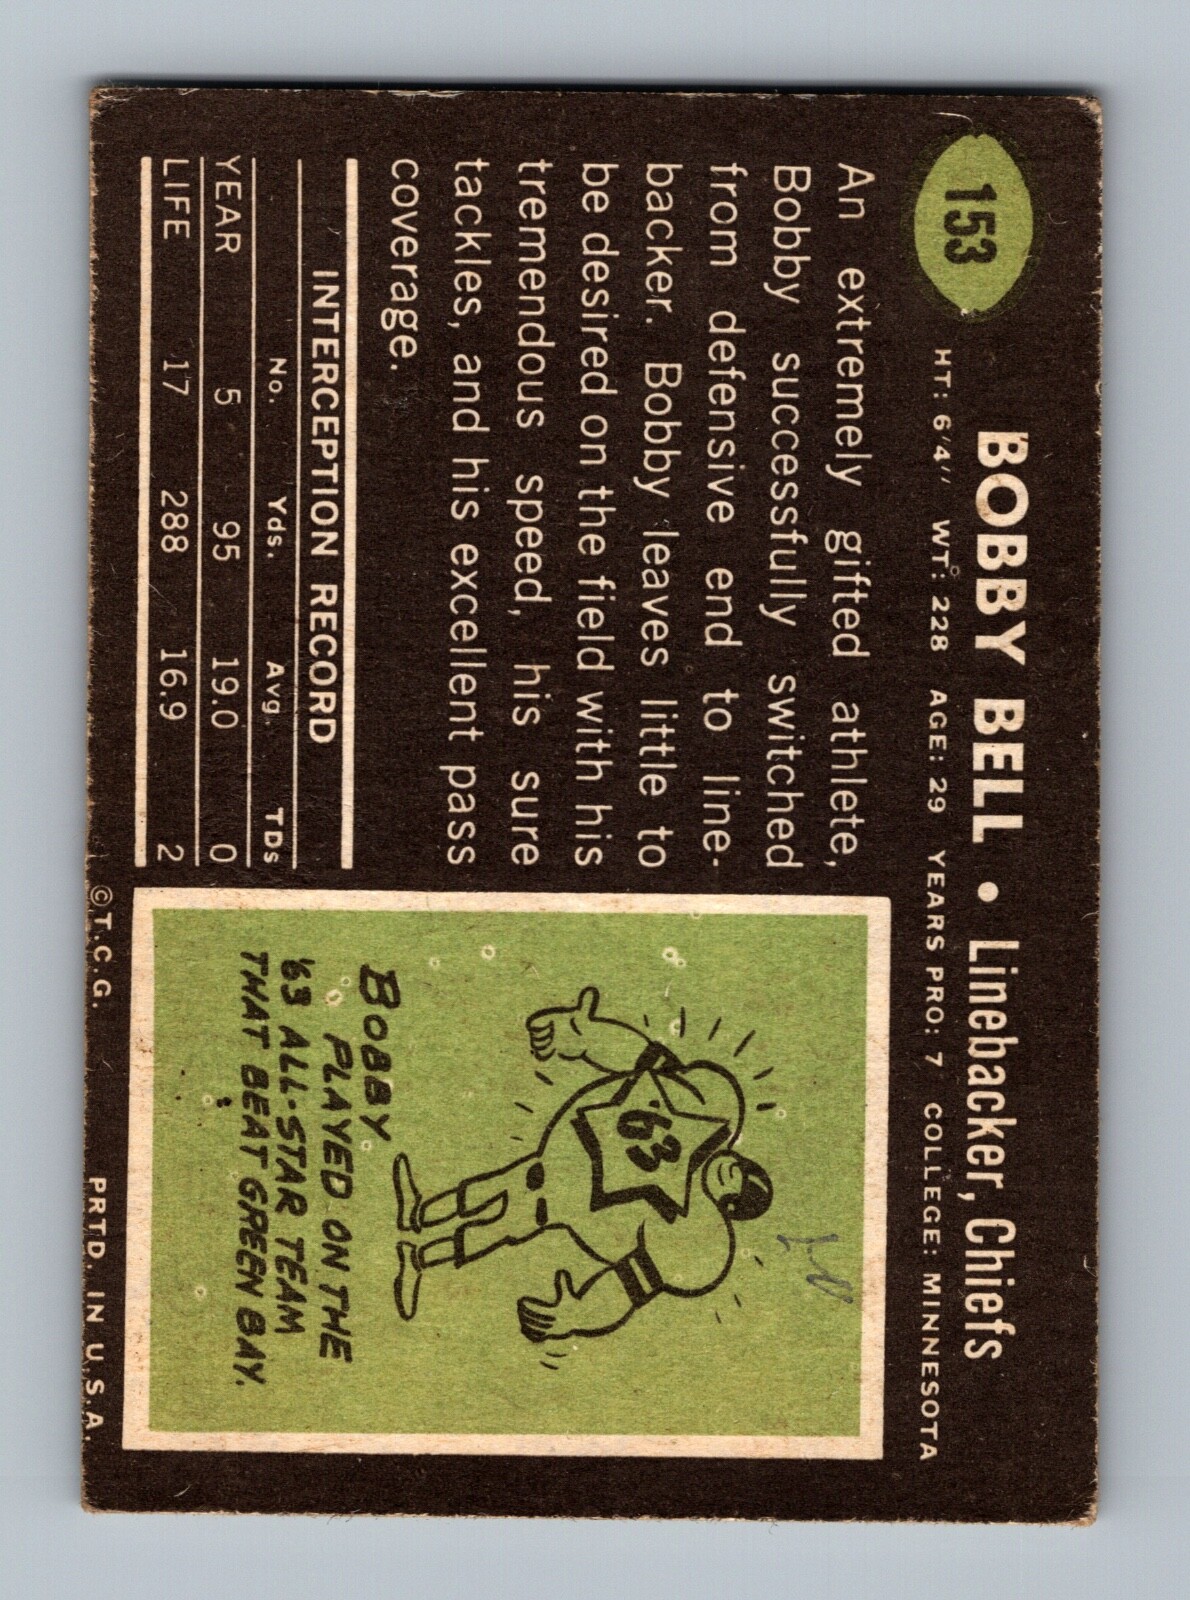 153
BOBBY BELL • Linebacker, Chiefs
HT: 6'4'' WT: 228 AGE: 29 YEARS PRO: 7 COLLEGE: MINNESOTA
An extremely gifted athlete,
Bobby successfully switched
from defensive end to line-
backer. Bobby leaves little to
be desired on the field with his
tremendous speed, his sure
tackles, and his excellent pass
coverage.
INTERCEPTION RECORD
No. Yds. Avg. TDs
YEAR 5 95 19.0 0
LIFE 17 288 16.9 2
'63
BOBBY
PLAYED ON THE
'63 ALL-STAR TEAM
THAT BEAT GREEN BAY.
©T.C.G. PRTD. IN U.S.A.